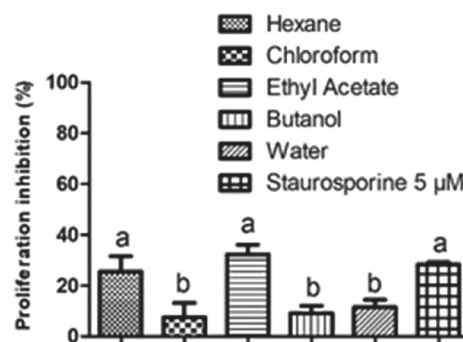 Hexane
Chloroform
Ethyl Acetate
Butanol
Water
Staurosporine 5 µM
Proliferation inhibition (%)
100
80
60
40
20
0
a
b
a
b
b
a